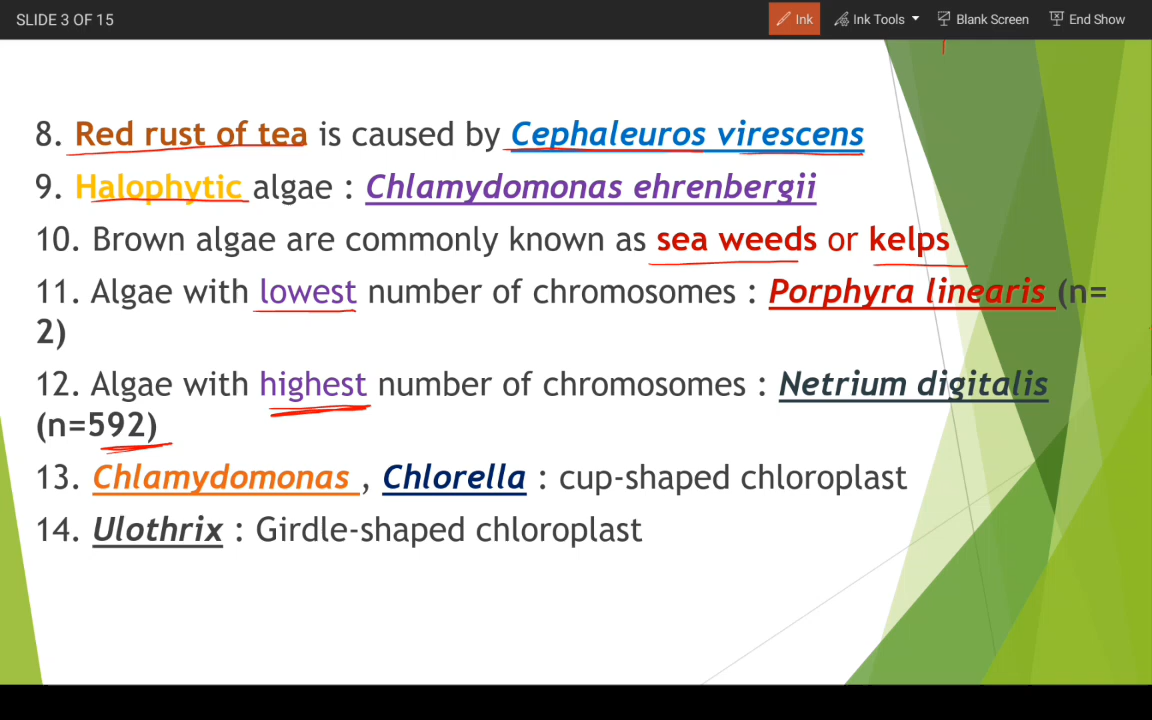 SLIDE 3 OF 15 Ink Ink Tools Blank Screen End Show
8. Red rust of tea is caused by Cephaleuros virescens
9. Halophytic algae : Chlamydomonas ehrenbergii
10. Brown algae are commonly known as sea weeds or kelps
11. Algae with lowest number of chromosomes : Porphyra linearis (n=
2)
12. Algae with highest number of chromosomes : Netrium digitalis
(n=592)
13. Chlamydomonas , Chlorella : cup-shaped chloroplast
14. Ulothrix : Girdle-shaped chloroplast